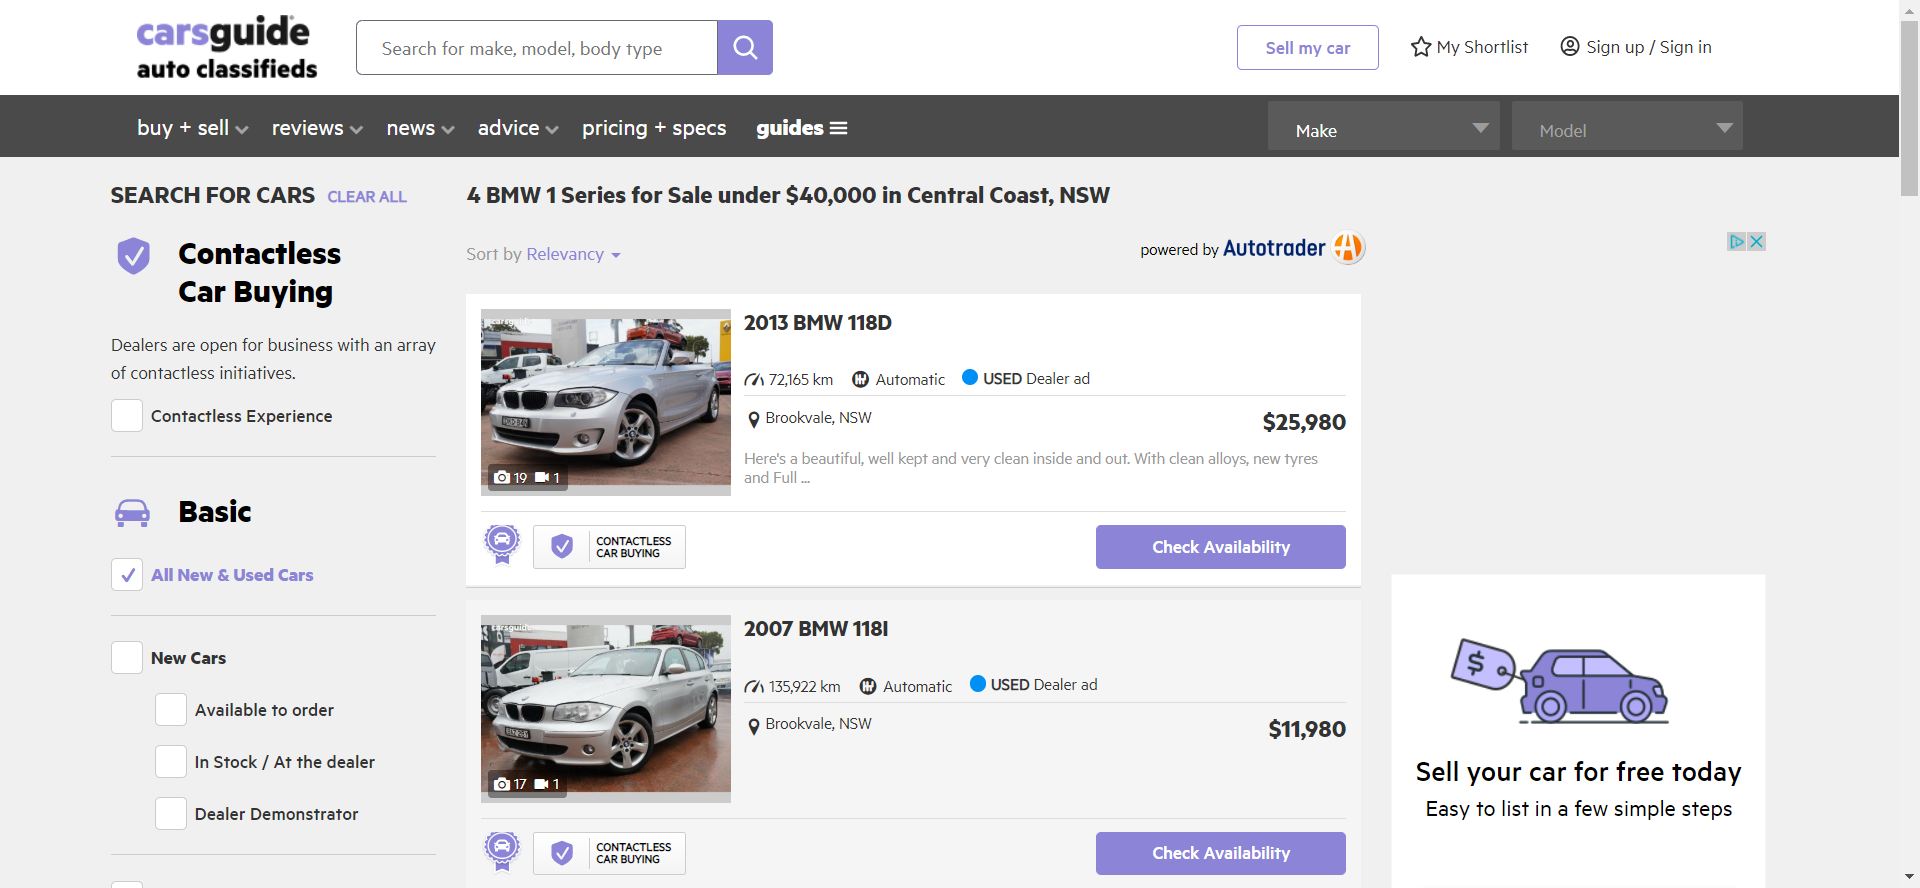 carsguide
auto classifieds
Search for make, model, body type
Sell my car
My Shortlist
Sign up / Sign in
buy + sell
reviews
news
advice
pricing + specs
guides
Make
Model
SEARCH FOR CARS CLEAR ALL
Contactless
Car Buying
Dealers are open for business with an array
of contactless initiatives.
Contactless Experience
Basic
All New & Used Cars
New Cars
Available to order
In Stock / At the dealer
Dealer Demonstrator
4 BMW 1 Series for Sale under $40,000 in Central Coast, NSW
Sort by Relevancy
powered by Autotrader
2013 BMW 118D
72,165 km
Automatic
USED Dealer ad
Brookvale, NSW
$25,980
Here's a beautiful, well kept and very clean inside and out. With clean alloys, new tyres
and Full ...
19 1
CONTACTLESS
CAR BUYING
Check Availability
carsguide
2007 BMW 118I
135,922 km
Automatic
USED Dealer ad
Brookvale, NSW
$11,980
17 1
CONTACTLESS
CAR BUYING
Check Availability
$
Sell your car for free today
Easy to list in a few simple steps